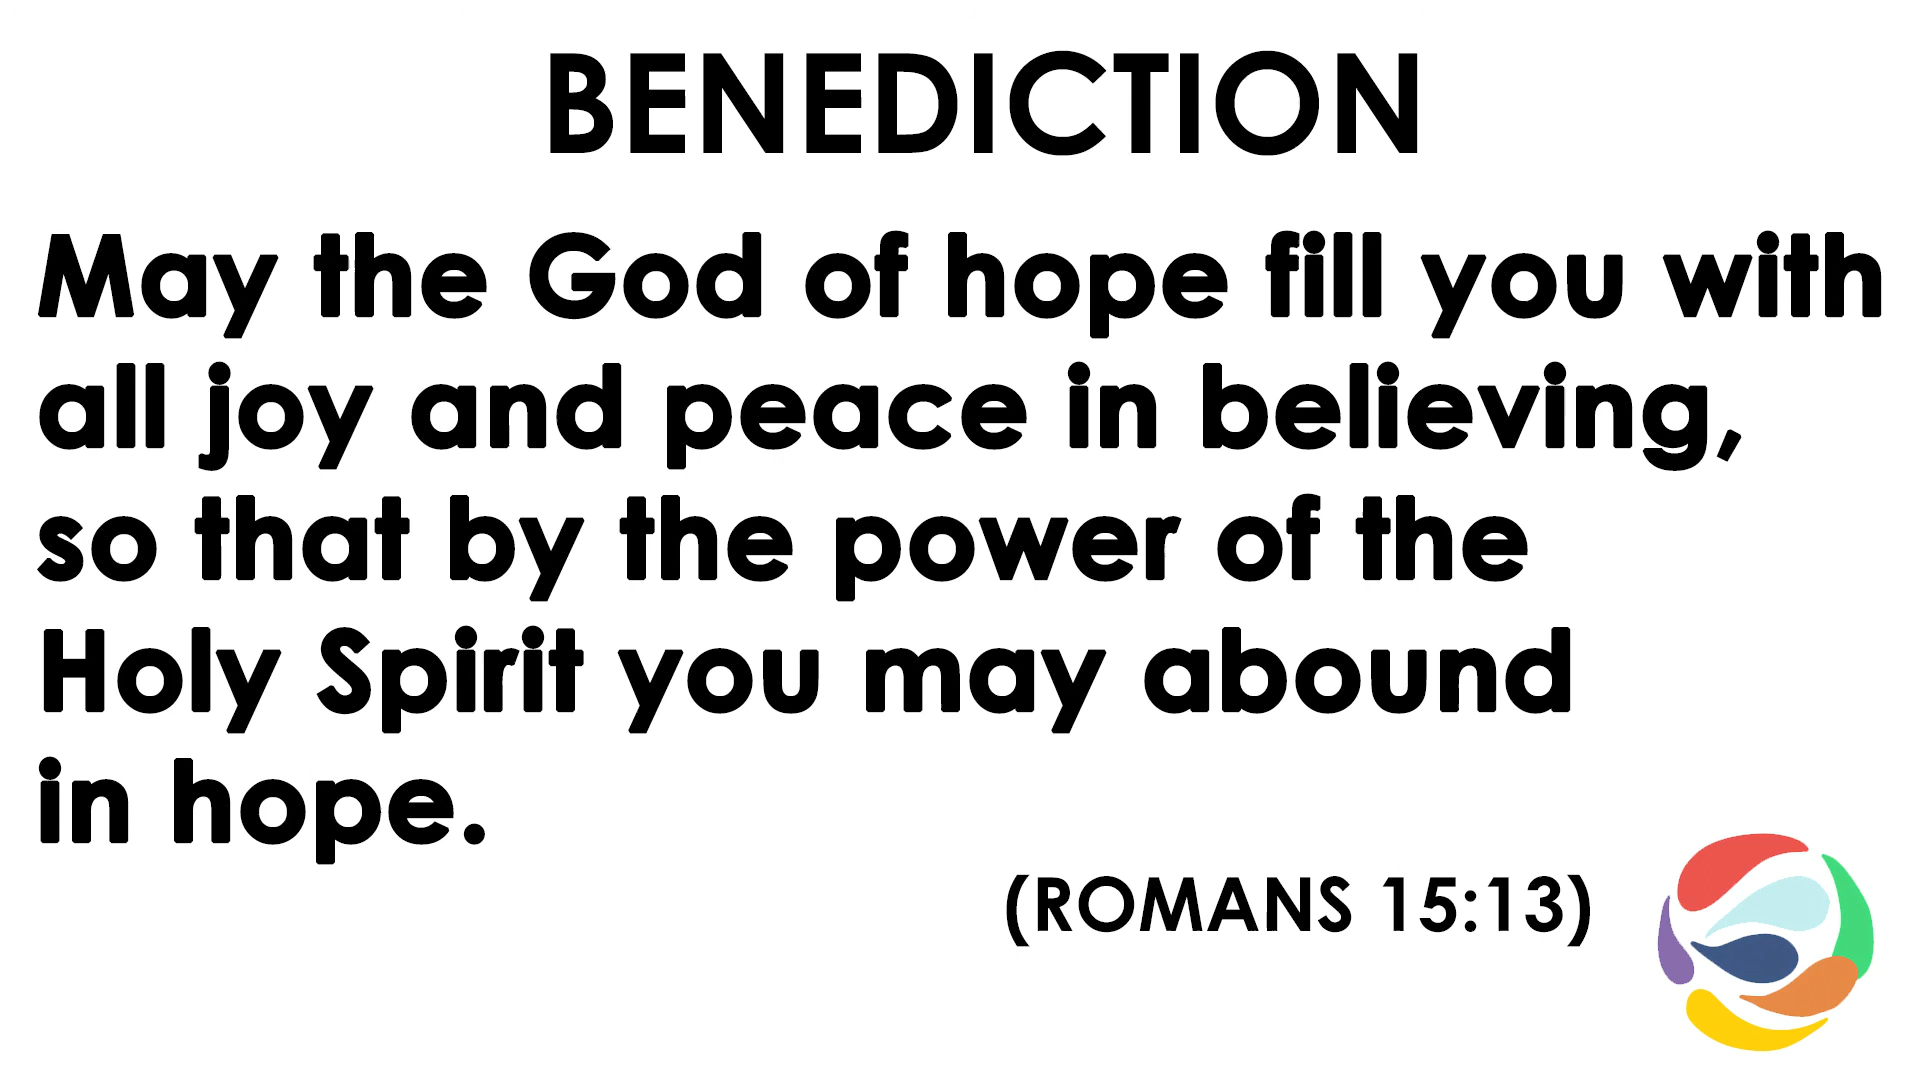 BENEDICTION
May the God of hope fill you with
all joy and peace in believing,
so that by the power of the
Holy Spirit you may abound
in hope.
(ROMANS 15:13)